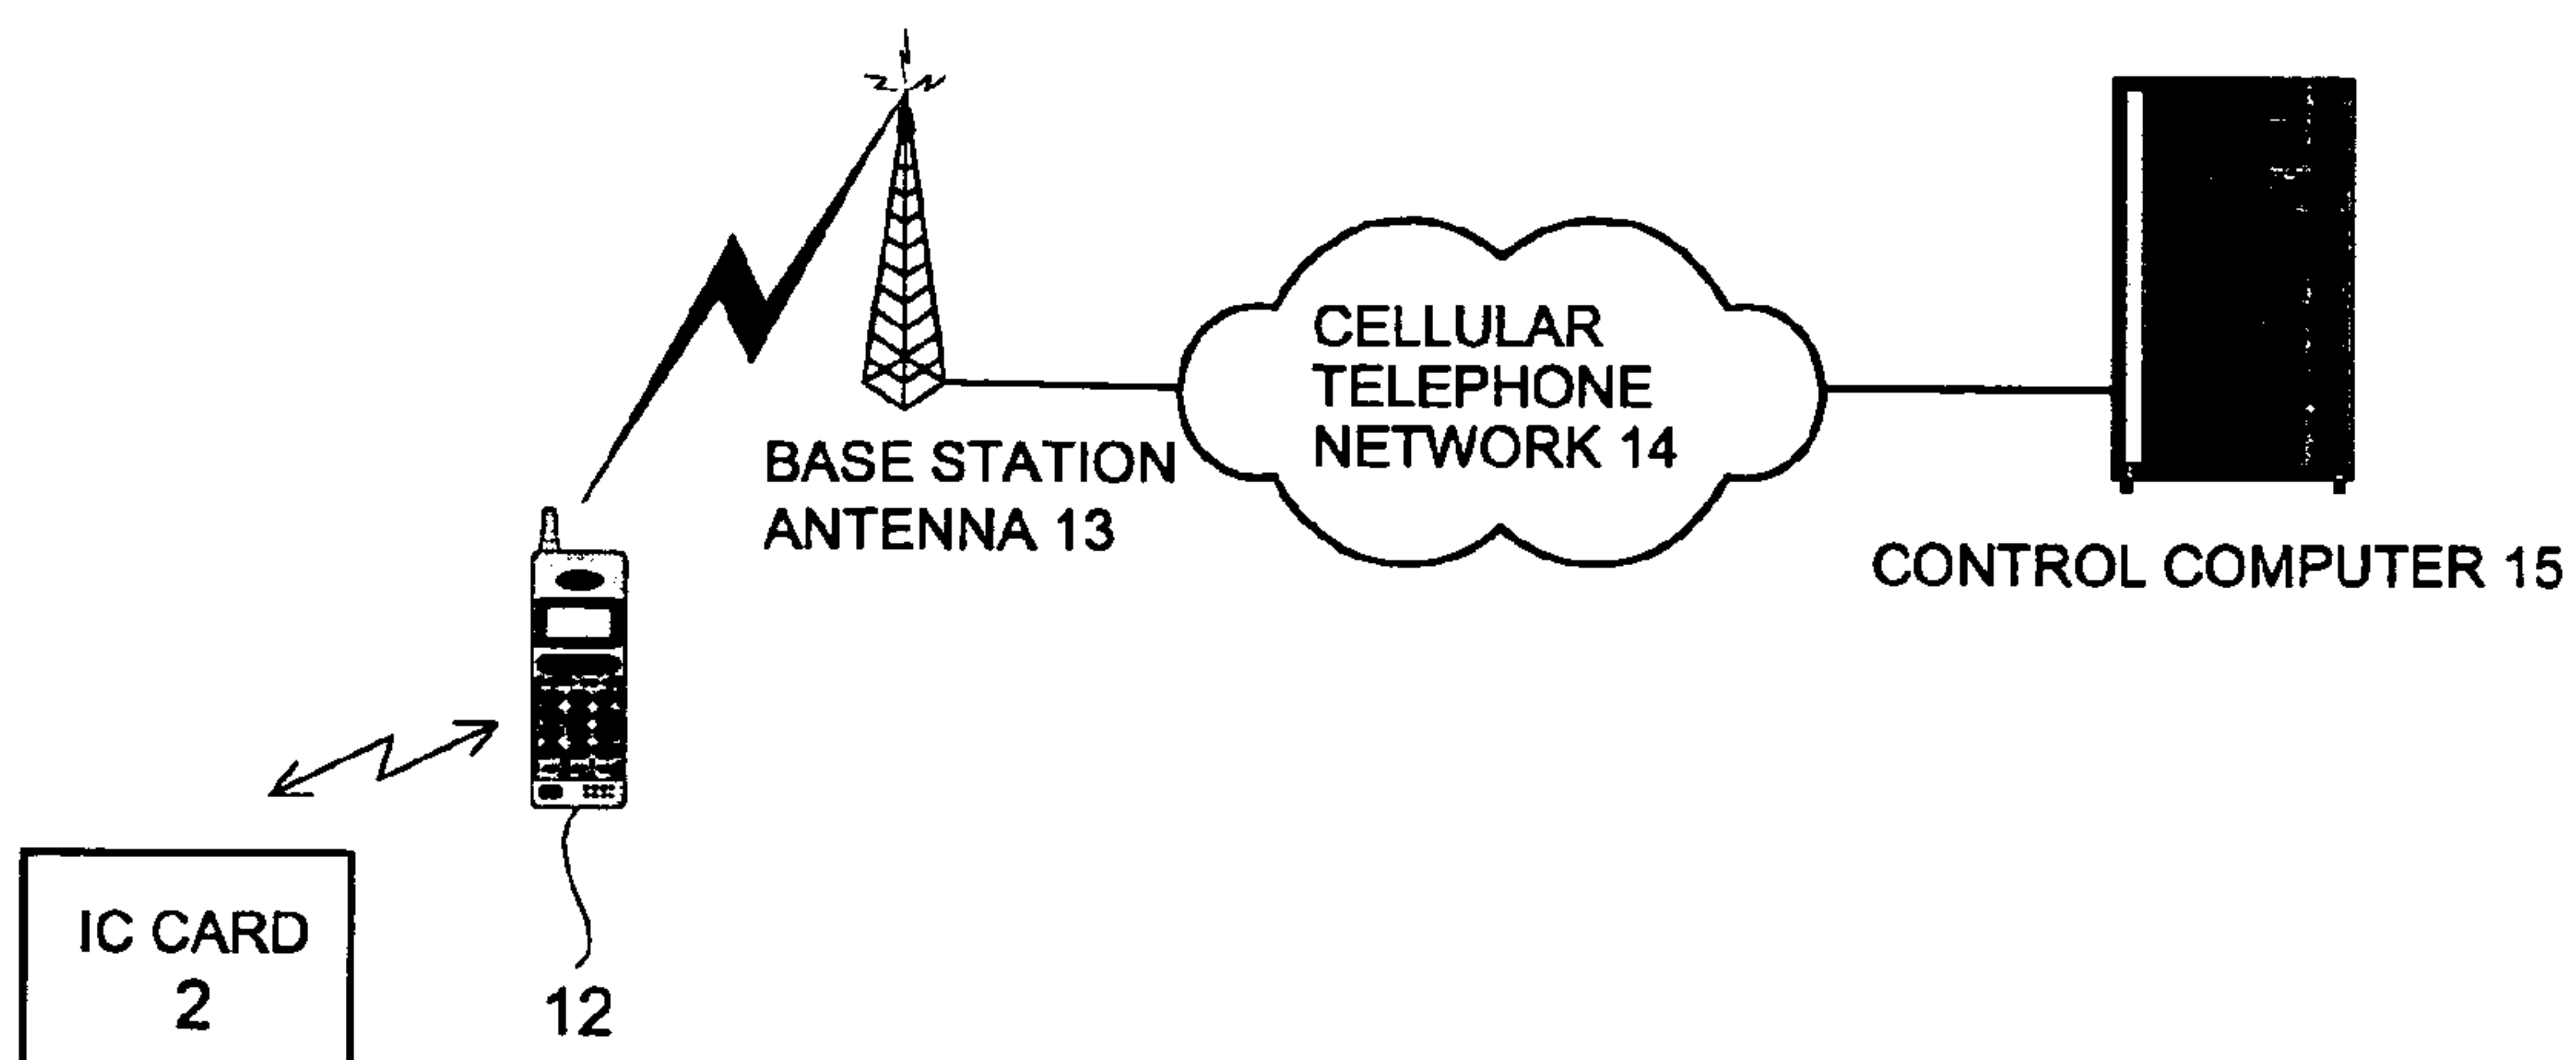 CELLULAR
TELEPHONE
NETWORK 14
BASE STATION
ANTENNA 13
CONTROL COMPUTER 15
IC CARD
2
12